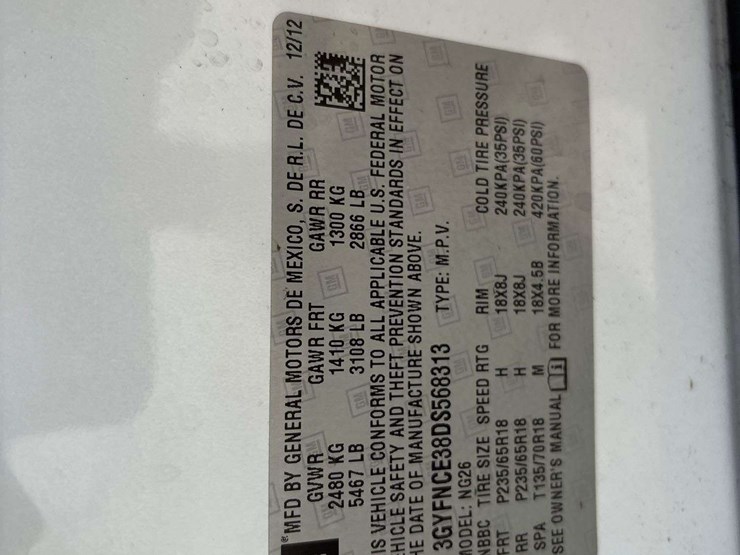 MFD BY GENERAL MOTORS DE MEXICO, S. DE R.L. DE C.V. 12/12
GVWR GAWR FRT GAWR RR
2480 KG 1410 KG 1300 KG
5467 LB 3108 LB 2866 LB
IS VEHICLE CONFORMS TO ALL APPLICABLE U.S. FEDERAL MOTOR
HICLE SAFETY AND THEFT PREVENTION STANDARDS IN EFFECT ON
HE DATE OF MANUFACTURE SHOWN ABOVE.
3GYFNCE38DS568313 TYPE: M.P.V.
MODEL: NG26
NBBC TIRE SIZE SPEED RTG RIM COLD TIRE PRESSURE
FRT P235/65R18 H 18X8J 240KPA(35PSI)
RR P235/65R18 H 18X8J 240KPA(35PSI)
SPA T135/70R18 M 18X4.5B 420KPA(60PSI)
SEE OWNER'S MANUAL FOR MORE INFORMATION.